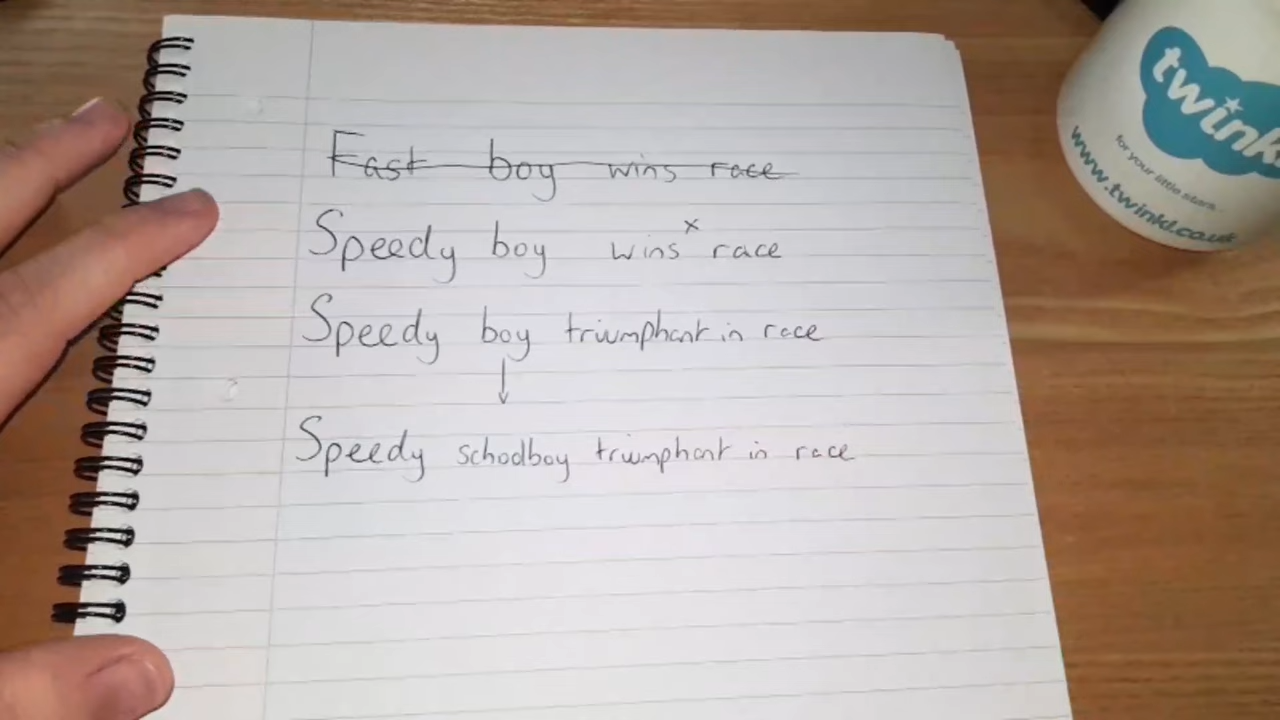 Fast boy wins race
Speedy boy wins x race
Speedy boy triumphant in race
Speedy schoolboy triumphant in race
twinkl
for your little stars
www.twinkl.co.uk